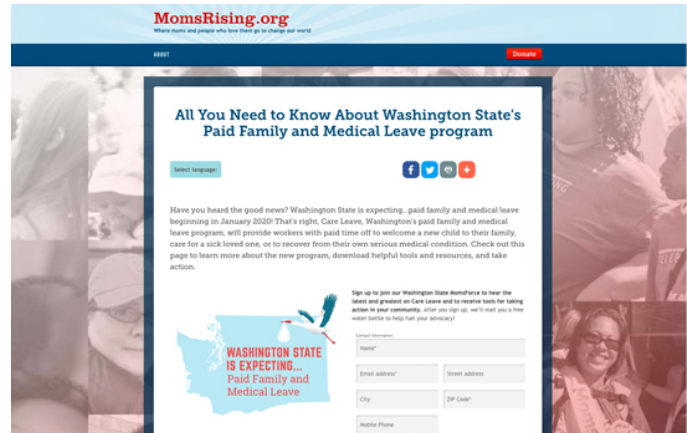 MomsRising.org
Where moms and people who love them go to change our world
ABOUT
Donate
All You Need to Know About Washington State's
Paid Family and Medical Leave program
Select language:
Have you heard the good news? Washington State is expecting...paid family and medical leave
beginning in January 2020! That's right, Care Leave, Washington's paid family and medical
leave program, will provide workers with paid time off to welcome a new child to their family,
care for a sick loved one, or to recover from their own serious medical condition. Check out this
page to learn more about the new program, download helpful tools and resources, and take
action.
Sign up to join our Washington State MomsForce to hear the
latest and greatest on Care Leave and to receive tools for taking
action in your community. After you sign up, we'll mail you a free
water bottle to help fuel your advocacy!
Contact information
Name*
Email address*
Street address
City
ZIP Code*
Mobile Phone
WASHINGTON STATE
IS EXPECTING...
Paid Family and
Medical Leave